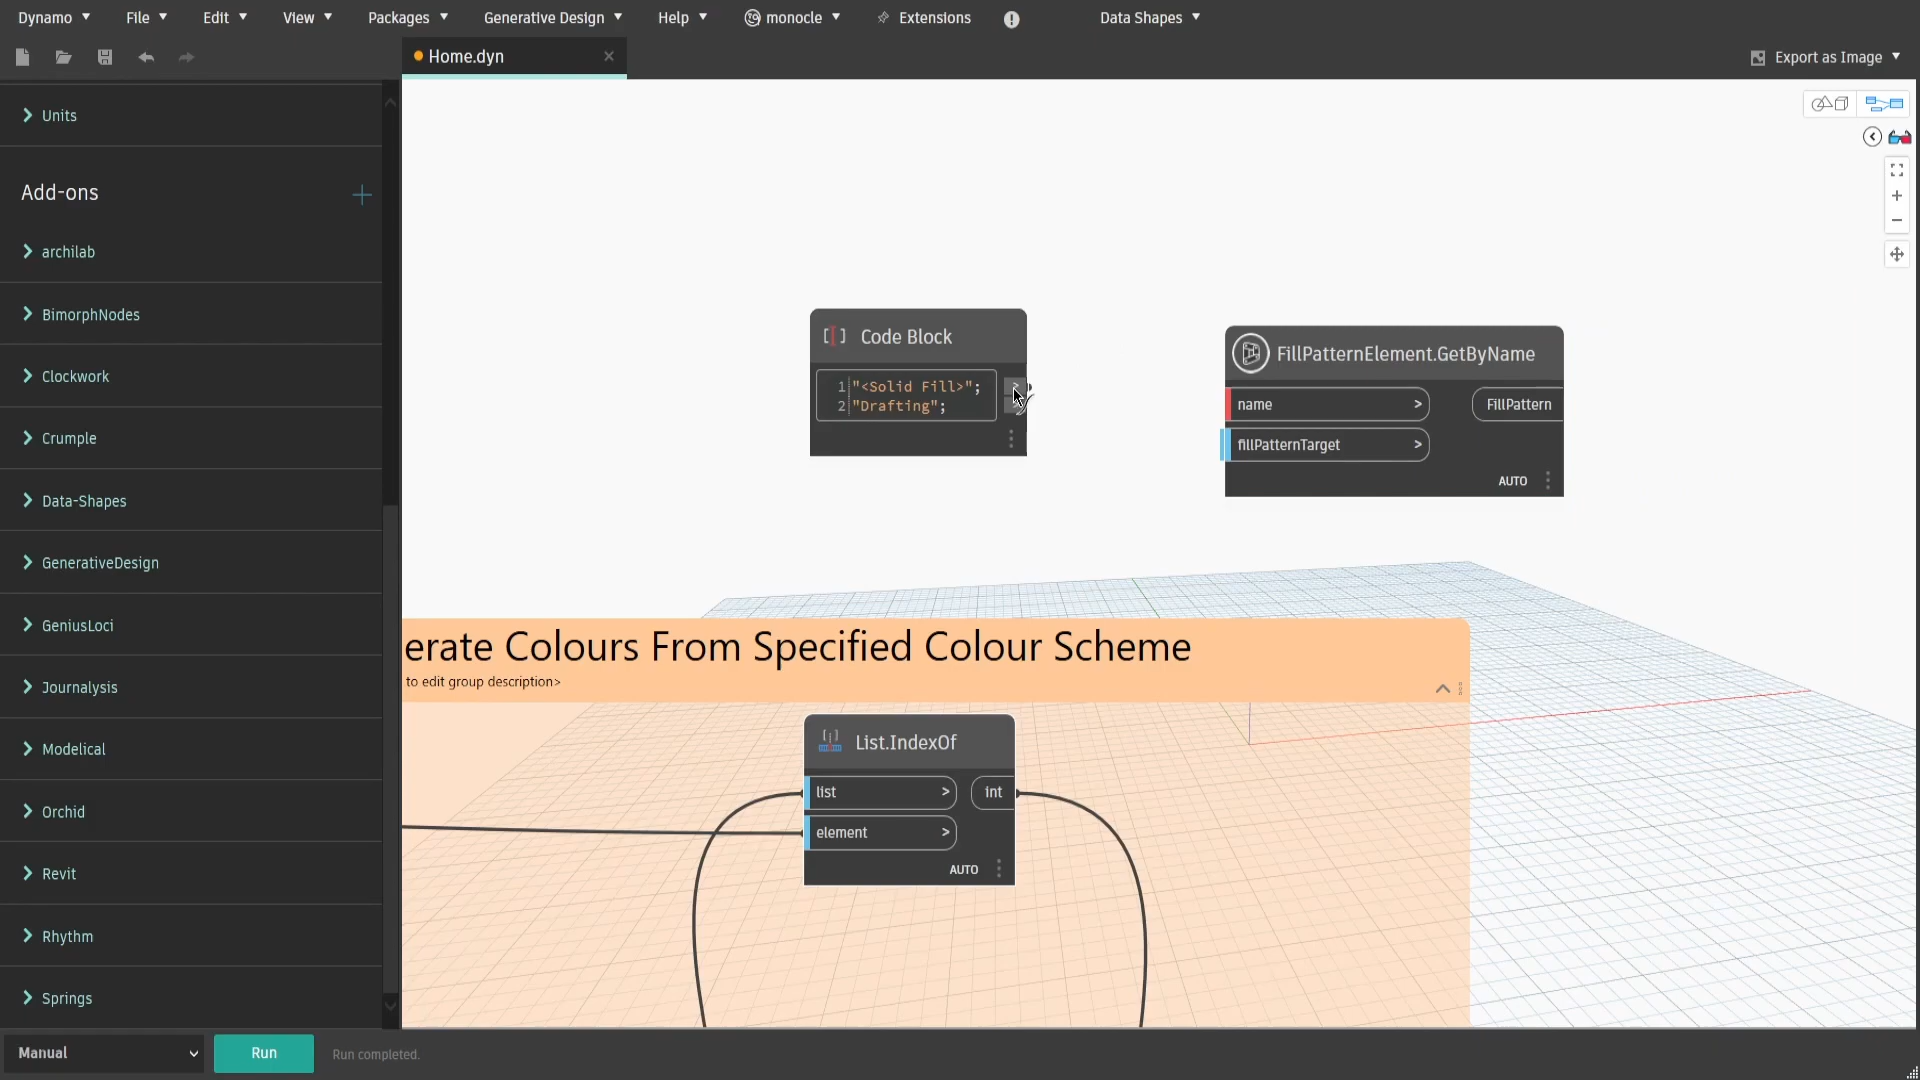 Dynamo File Edit View Packages Generative Design Help monocle Extensions Data Shapes
Home.dyn
Export as Image
Units
Add-ons
archilab
BimorphNodes
Clockwork
Crumple
Data-Shapes
GenerativeDesign
GeniusLoci
Journalysis
Modelical
Orchid
Revit
Rhythm
Springs
Code Block
1 "<Solid Fill>";
2 "Drafting";
FillPatternElement.GetByName
name > FillPattern
fillPatternTarget >
AUTO
erate Colours From Specified Colour Scheme
to edit group description>
List.IndexOf
list > int
element >
AUTO
Manual Run Run completed.